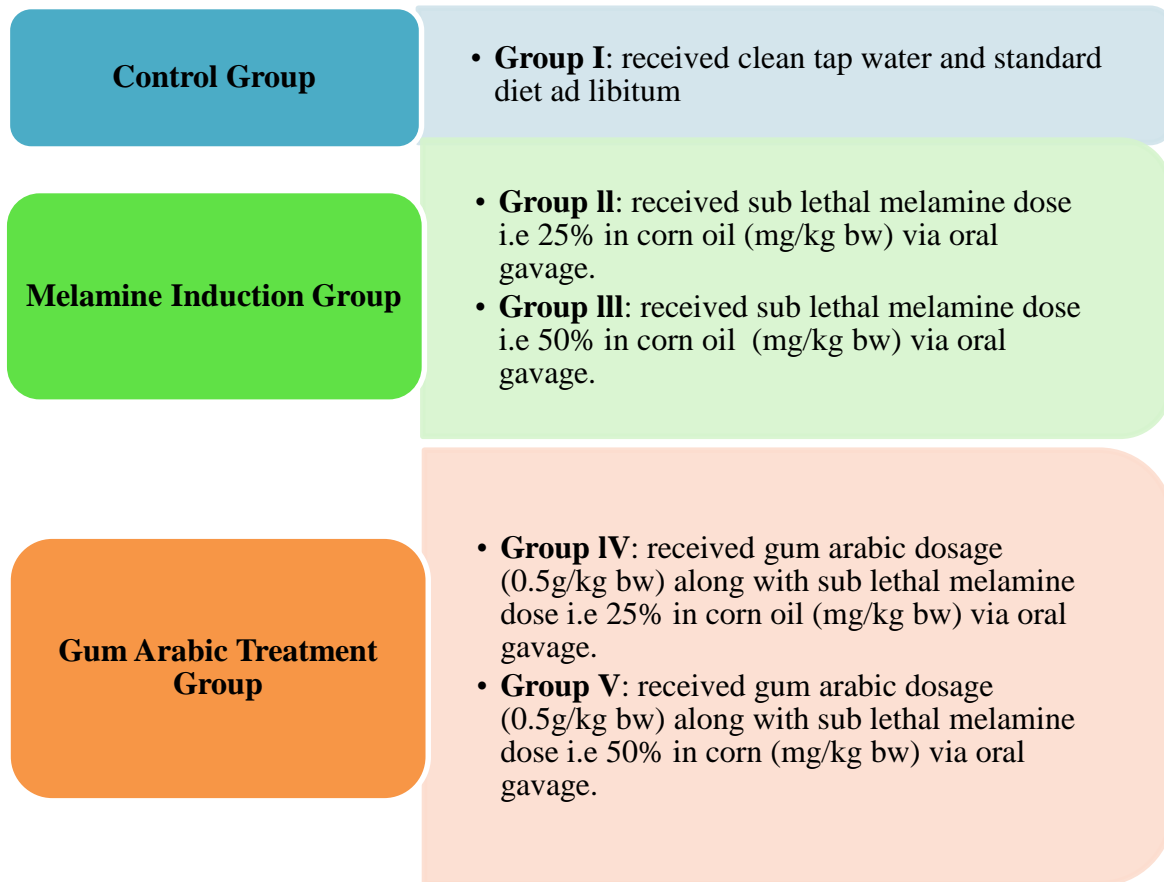 Control Group
• Group I: received clean tap water and standard
diet ad libitum
Melamine Induction Group
• Group ll: received sub lethal melamine dose
i.e 25% in corn oil (mg/kg bw) via oral
gavage.
• Group lll: received sub lethal melamine dose
i.e 50% in corn oil  (mg/kg bw) via oral
gavage.
Gum Arabic Treatment
Group
• Group lV: received gum arabic dosage
(0.5g/kg bw) along with sub lethal melamine
dose i.e 25% in corn oil (mg/kg bw) via oral
gavage.
• Group V: received gum arabic dosage
(0.5g/kg bw) along with sub lethal melamine
dose i.e 50% in corn (mg/kg bw) via oral
gavage.